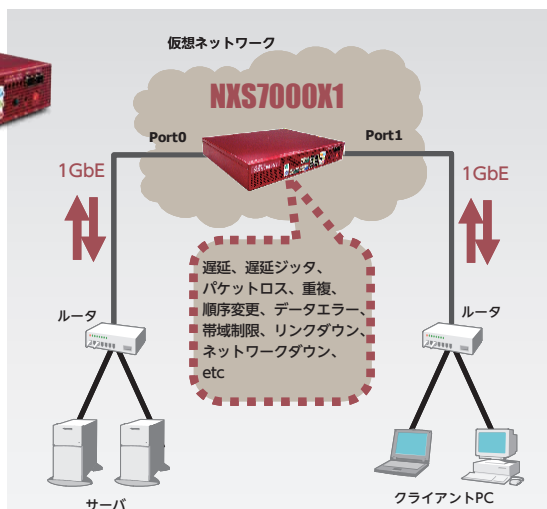 仮想ネットワーク
NXS7000X1
Port0
Port1
1GbE
1GbE
遅延、遅延ジッタ、
パケットロス、重複、
順序変更、データエラー、
帯域制限、リンクダウン、
ネットワークダウン、
etc
ルータ
ルータ
サーバ
クライアントPC